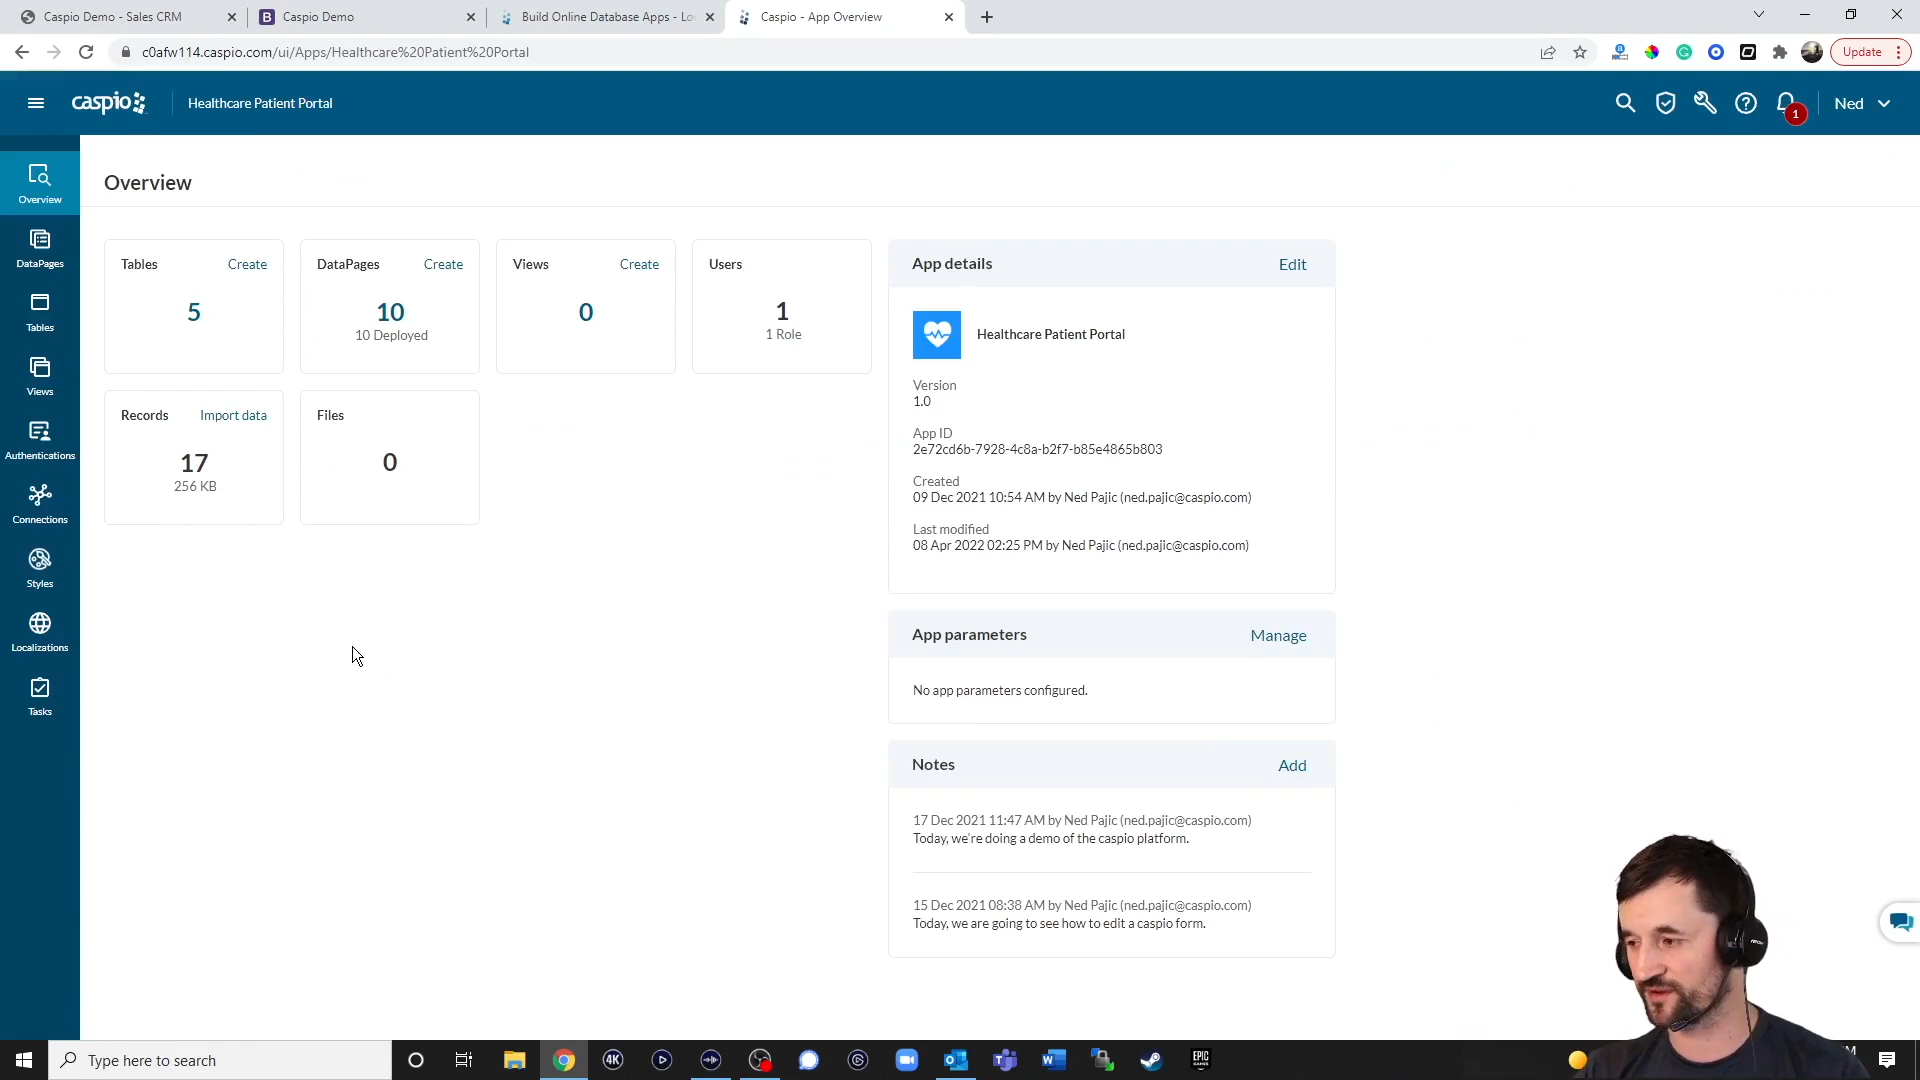 Caspio Demo - Sales CRM
Caspio Demo
Build Online Database Apps - Lo
Caspio - App Overview
c0afw114.caspio.com/ui/Apps/Healthcare%20Patient%20Portal
Update
caspio
Healthcare Patient Portal
1
Ned
Overview
DataPages
Tables
Views
Authentications
Connections
Styles
Localizations
Tasks
Overview
Tables Create
5
DataPages Create
10
10 Deployed
Views Create
0
Users
1
1 Role
Records Import data
17
256 KB
Files
0
App details Edit
Healthcare Patient Portal
Version
1.0
App ID
2e72cd6b-7928-4c8a-b2f7-b85e4865b803
Created
09 Dec 2021 10:54 AM by Ned Pajic (ned.pajic@caspio.com)
Last modified
08 Apr 2022 02:25 PM by Ned Pajic (ned.pajic@caspio.com)
App parameters Manage
No app parameters configured.
Notes Add
17 Dec 2021 11:47 AM by Ned Pajic (ned.pajic@caspio.com)
Today, we're doing a demo of the caspio platform.
15 Dec 2021 08:38 AM by Ned Pajic (ned.pajic@caspio.com)
Today, we are going to see how to edit a caspio form.
Type here to search
4K
EPIC
GAMES